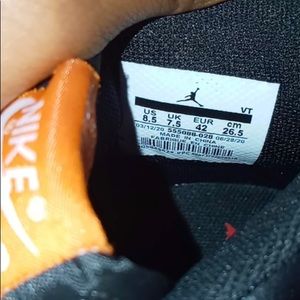 NIKE
VT
US UK EUR cm
8.5 7.5 42 26.5
03/12/20 555088-028 06/28/20
MADE IN CHINA